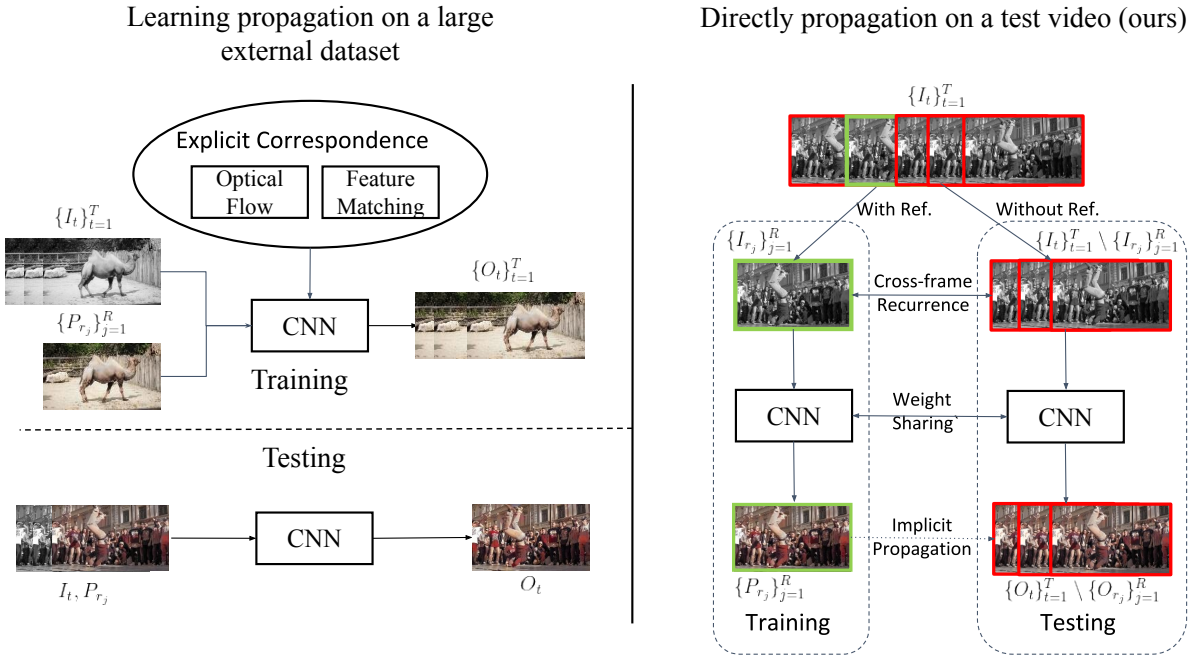 Learning propagation on a large
external dataset
Explicit Correspondence
Optical
Flow
Feature
Matching
{I_t}_{t=1}^T
{P_{r_j}}_{j=1}^R
CNN
{O_t}_{t=1}^T
Training
Testing
I_t, P_{r_j}
CNN
O_t
Directly propagation on a test video (ours)
{I_t}_{t=1}^T
With Ref.
Without Ref.
{I_{r_j}}_{j=1}^R
{I_t}_{t=1}^T \ {I_{r_j}}_{j=1}^R
Cross-frame
Recurrence
CNN
Weight
Sharing
CNN
Implicit
Propagation
{P_{r_j}}_{j=1}^R
{O_t}_{t=1}^T \ {O_{r_j}}_{j=1}^R
Training
Testing